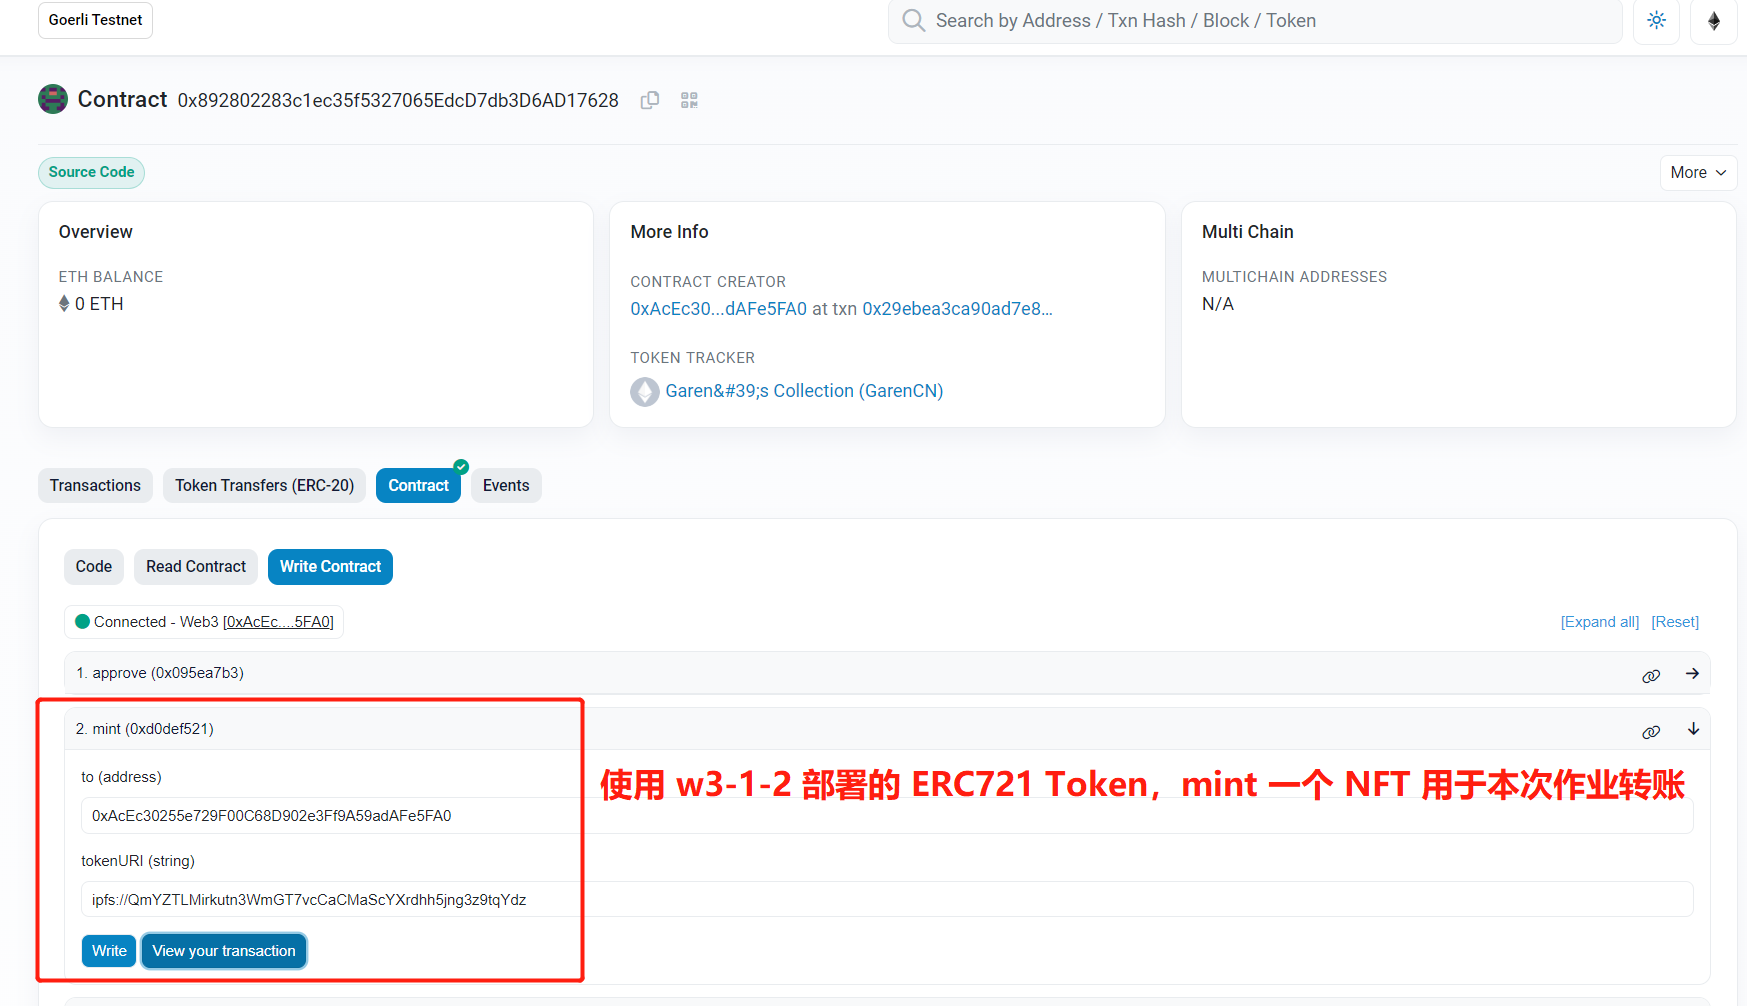 Goerli Testnet
Search by Address / Txn Hash / Block / Token
Contract 0x892802283c1ec35f5327065EdcD7db3D6AD17628
Source Code
More
Overview
ETH BALANCE
0 ETH
More Info
CONTRACT CREATOR
0xAcEc30...dAFe5FA0 at txn 0x29ebea3ca90ad7e8...
TOKEN TRACKER
Garen&#39;s Collection (GarenCN)
Multi Chain
MULTICHAIN ADDRESSES
N/A
Transactions
Token Transfers (ERC-20)
Contract
Events
Code
Read Contract
Write Contract
Connected - Web3 [0xAcEc....5FA0]
[Expand all] [Reset]
1. approve (0x095ea7b3)
2. mint (0xd0def521)
to (address)
使用 w3-1-2 部署的 ERC721 Token，mint 一个 NFT 用于本次作业转账
0xAcEc30255e729F00C68D902e3Ff9A59adAFe5FA0
tokenURI (string)
ipfs://QmYZTLMirkutn3WmGT7vcCaCMaScYXrdhh5jng3z9tqYdz
Write
View your transaction